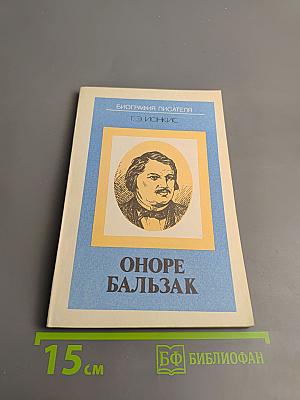 БИОГРАФИЯ ПИСАТЕЛЯ
Г.Э. ИОНКИС
ОНОРЕ
БАЛЬЗАК
15 см
БФ БИБЛИОФАН